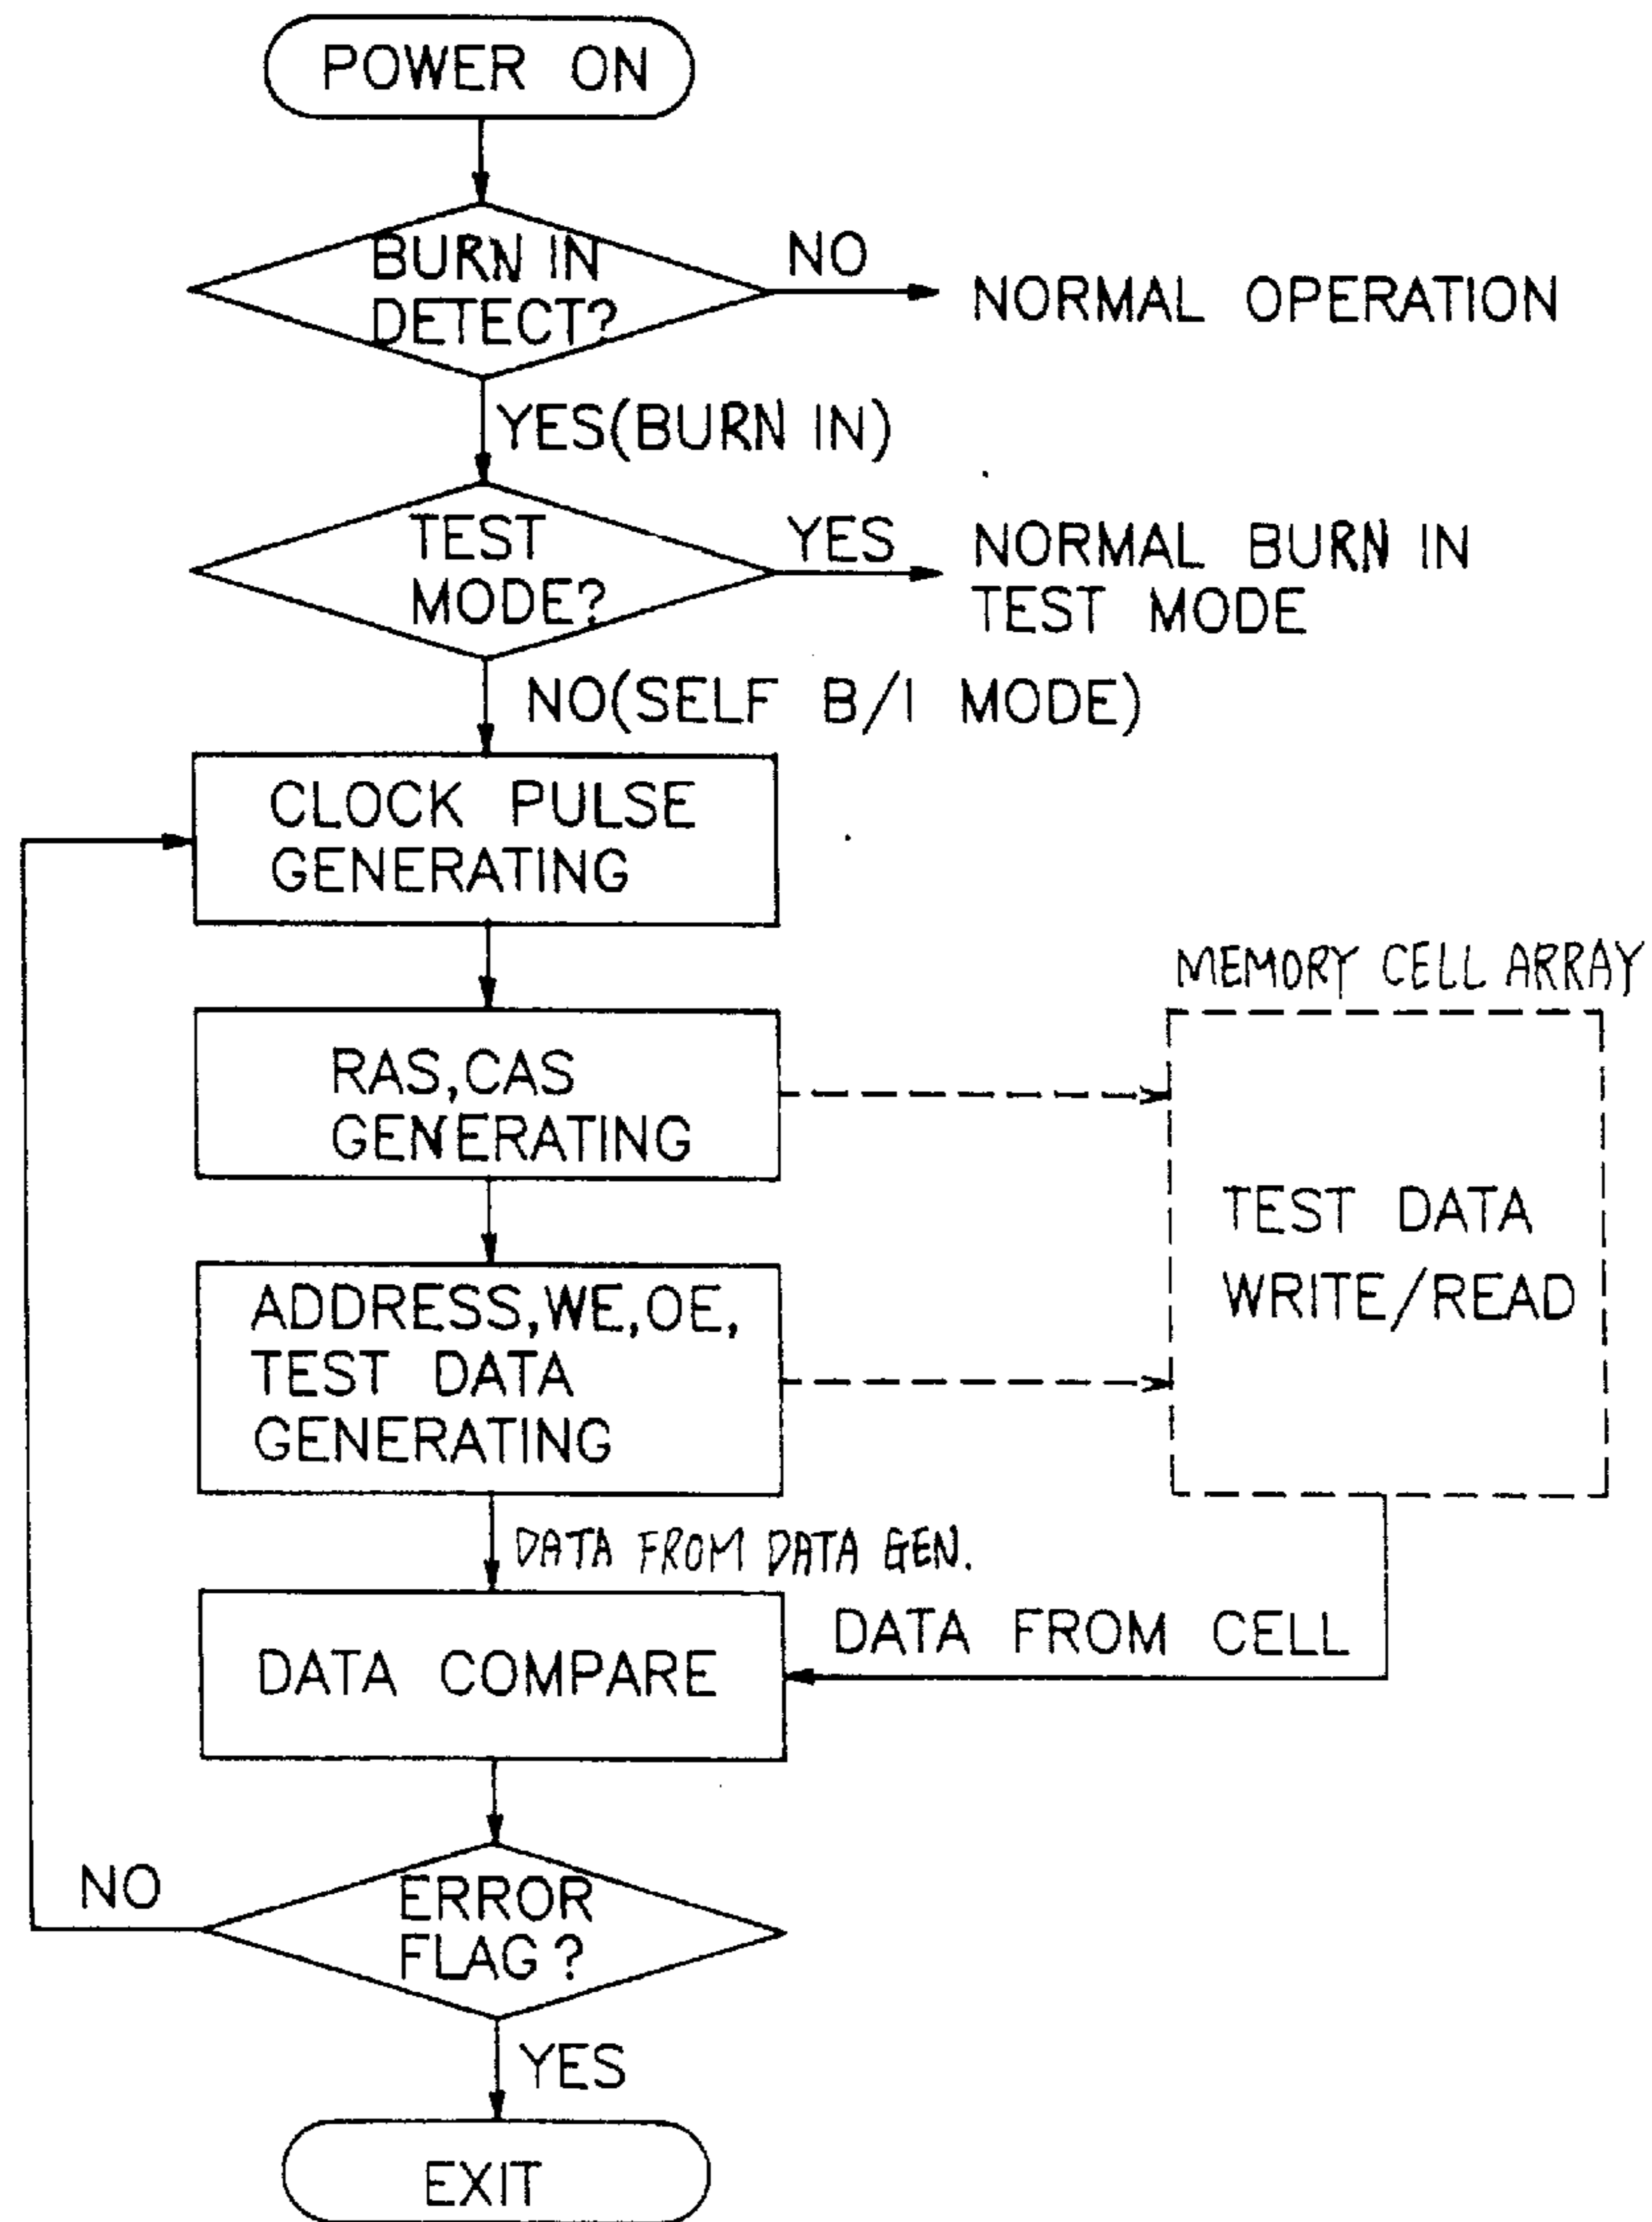 POWER ON
BURN IN
DETECT?
NO
NORMAL OPERATION
YES(BURN IN)
TEST
MODE?
YES
NORMAL BURN IN
TEST MODE
NO(SELF B/I MODE)
CLOCK PULSE
GENERATING
MEMORY CELL ARRAY
RAS,CAS
GENERATING
TEST DATA
WRITE/READ
ADDRESS,WE,OE,
TEST DATA
GENERATING
DATA FROM DATA GEN.
DATA FROM CELL
DATA COMPARE
NO
ERROR
FLAG?
YES
EXIT